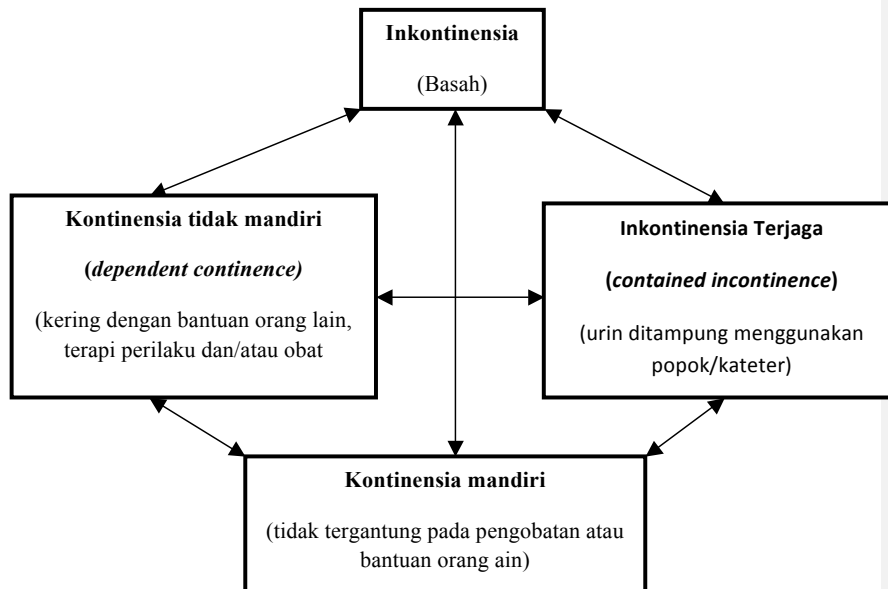 Inkontinensia
(Basah)
Kontinensia tidak mandiri
(dependent continence)
(kering dengan bantuan orang lain,
terapi perilaku dan/atau obat
Inkontinensia Terjaga
(contained incontinence)
(urin ditampung menggunakan
popok/kateter)
Kontinensia mandiri
(tidak tergantung pada pengobatan atau
bantuan orang ain)